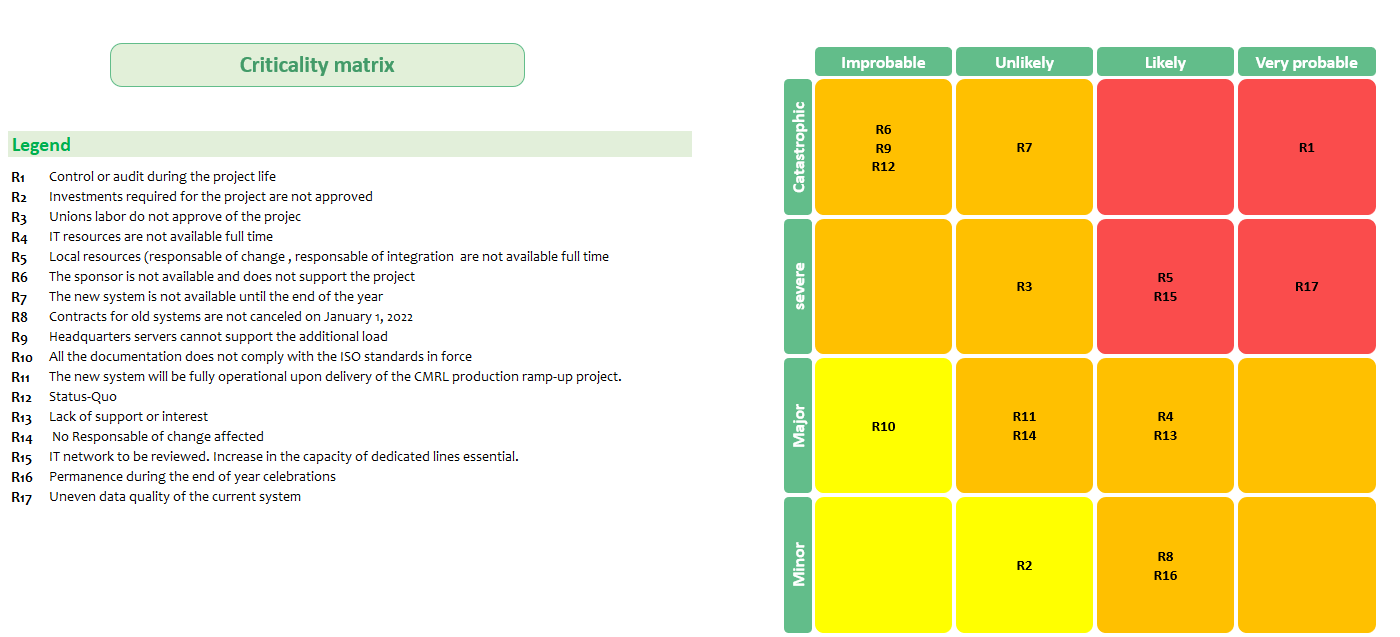 Criticality matrix
Legend
R1 Control or audit during the project life
R2 Investments required for the project are not approved
R3 Unions labor do not approve of the projec
R4 IT resources are not available full time
R5 Local resources (responsable of change , responsable of integration  are not available full time
R6 The sponsor is not available and does not support the project
R7 The new system is not available until the end of the year
R8 Contracts for old systems are not canceled on January 1, 2022
R9 Headquarters servers cannot support the additional load
R10 All the documentation does not comply with the ISO standards in force
R11 The new system will be fully operational upon delivery of the CMRL production ramp-up project.
R12 Status-Quo
R13 Lack of support or interest
R14 No Responsable of change affected
R15 IT network to be reviewed. Increase in the capacity of dedicated lines essential.
R16 Permanence during the end of year celebrations
R17 Uneven data quality of the current system
Improbable Unlikely Likely Very probable
Catastrophic
R6
R9
R12
R7
R1
severe
R3
R5
R15
R17
Major
R10
R11
R14
R4
R13
Minor
R2
R8
R16